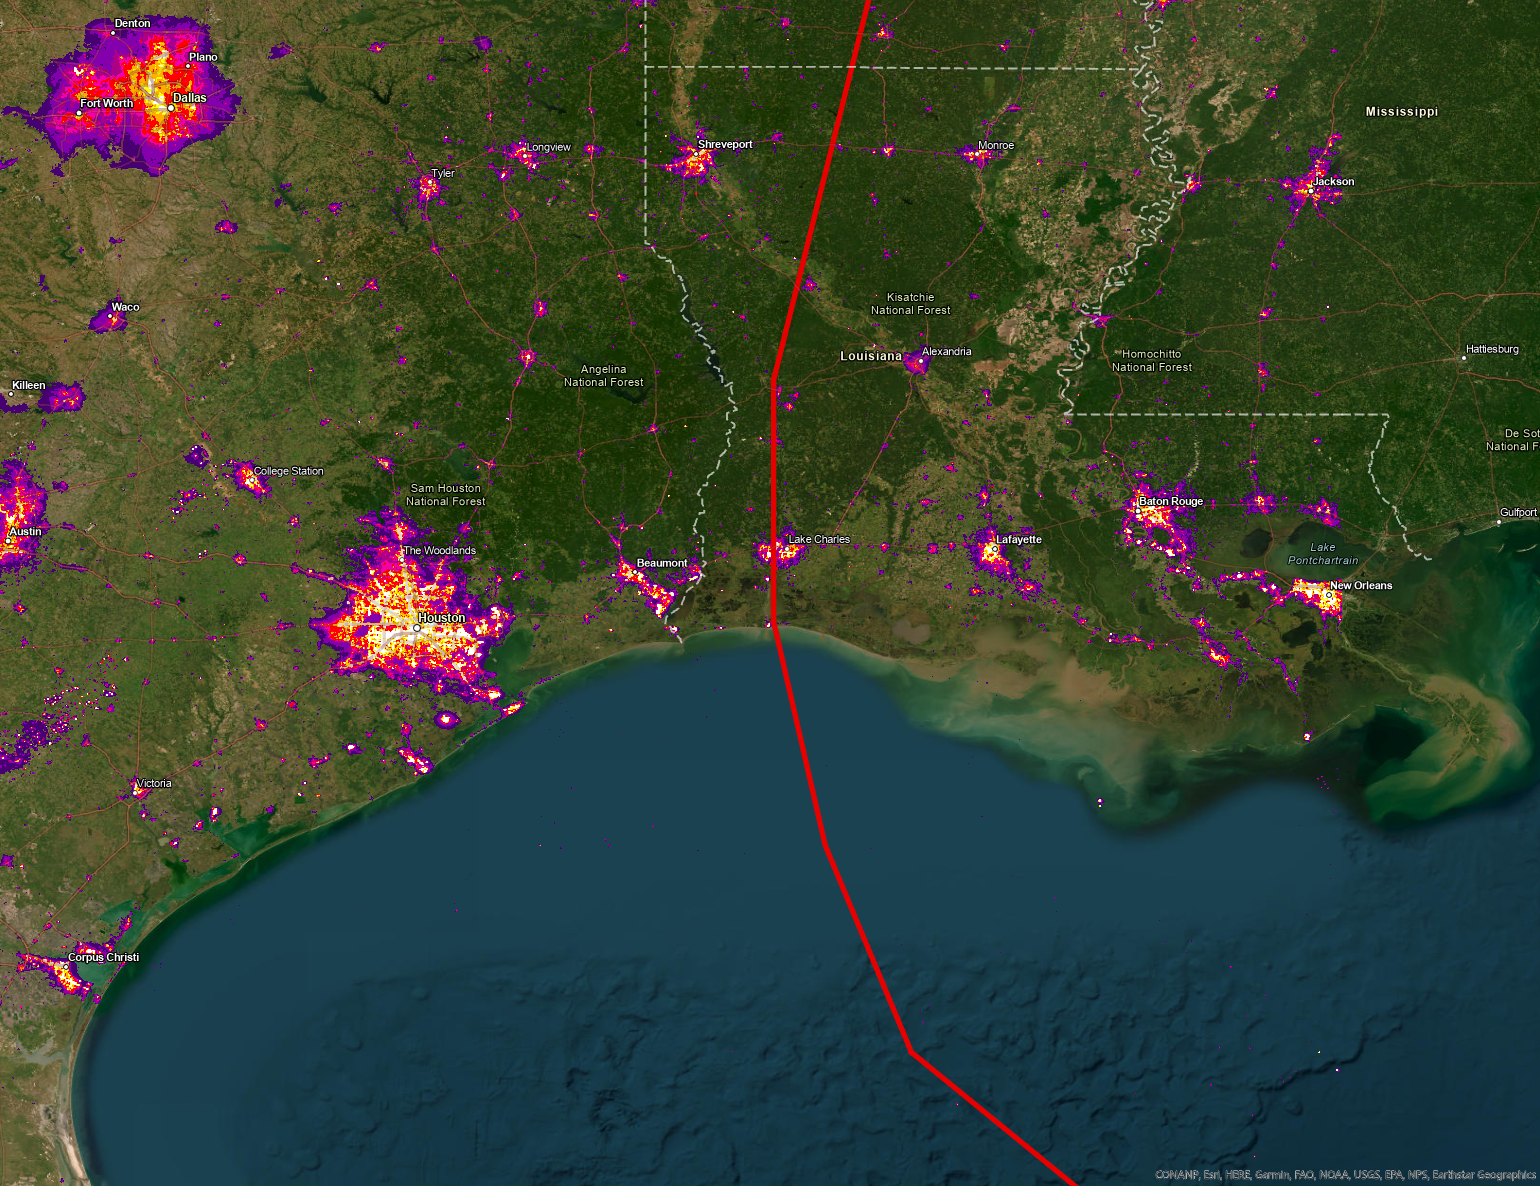 Denton
Plano
Dallas
Fort Worth
Mississippi
Shreveport
Longview
Monroe
Tyler
Jackson
Waco
Kisatchie
National Forest
Louisiana
Alexandria
Hattiesburg
Homochitto
National Forest
Angelina
National Forest
Killeen
De Sot
National F
College Station
Sam Houston
National Forest
Baton Rouge
Gulfport
Austin
Lake Charles
Lafayette
The Woodlands
Lake
Pontchartrain
Beaumont
New Orleans
Houston
Victoria
Corpus Christi
CONANP, Esri, HERE, Garmin, FAO, NOAA, USGS, EPA, NPS, Earthstar Geographics